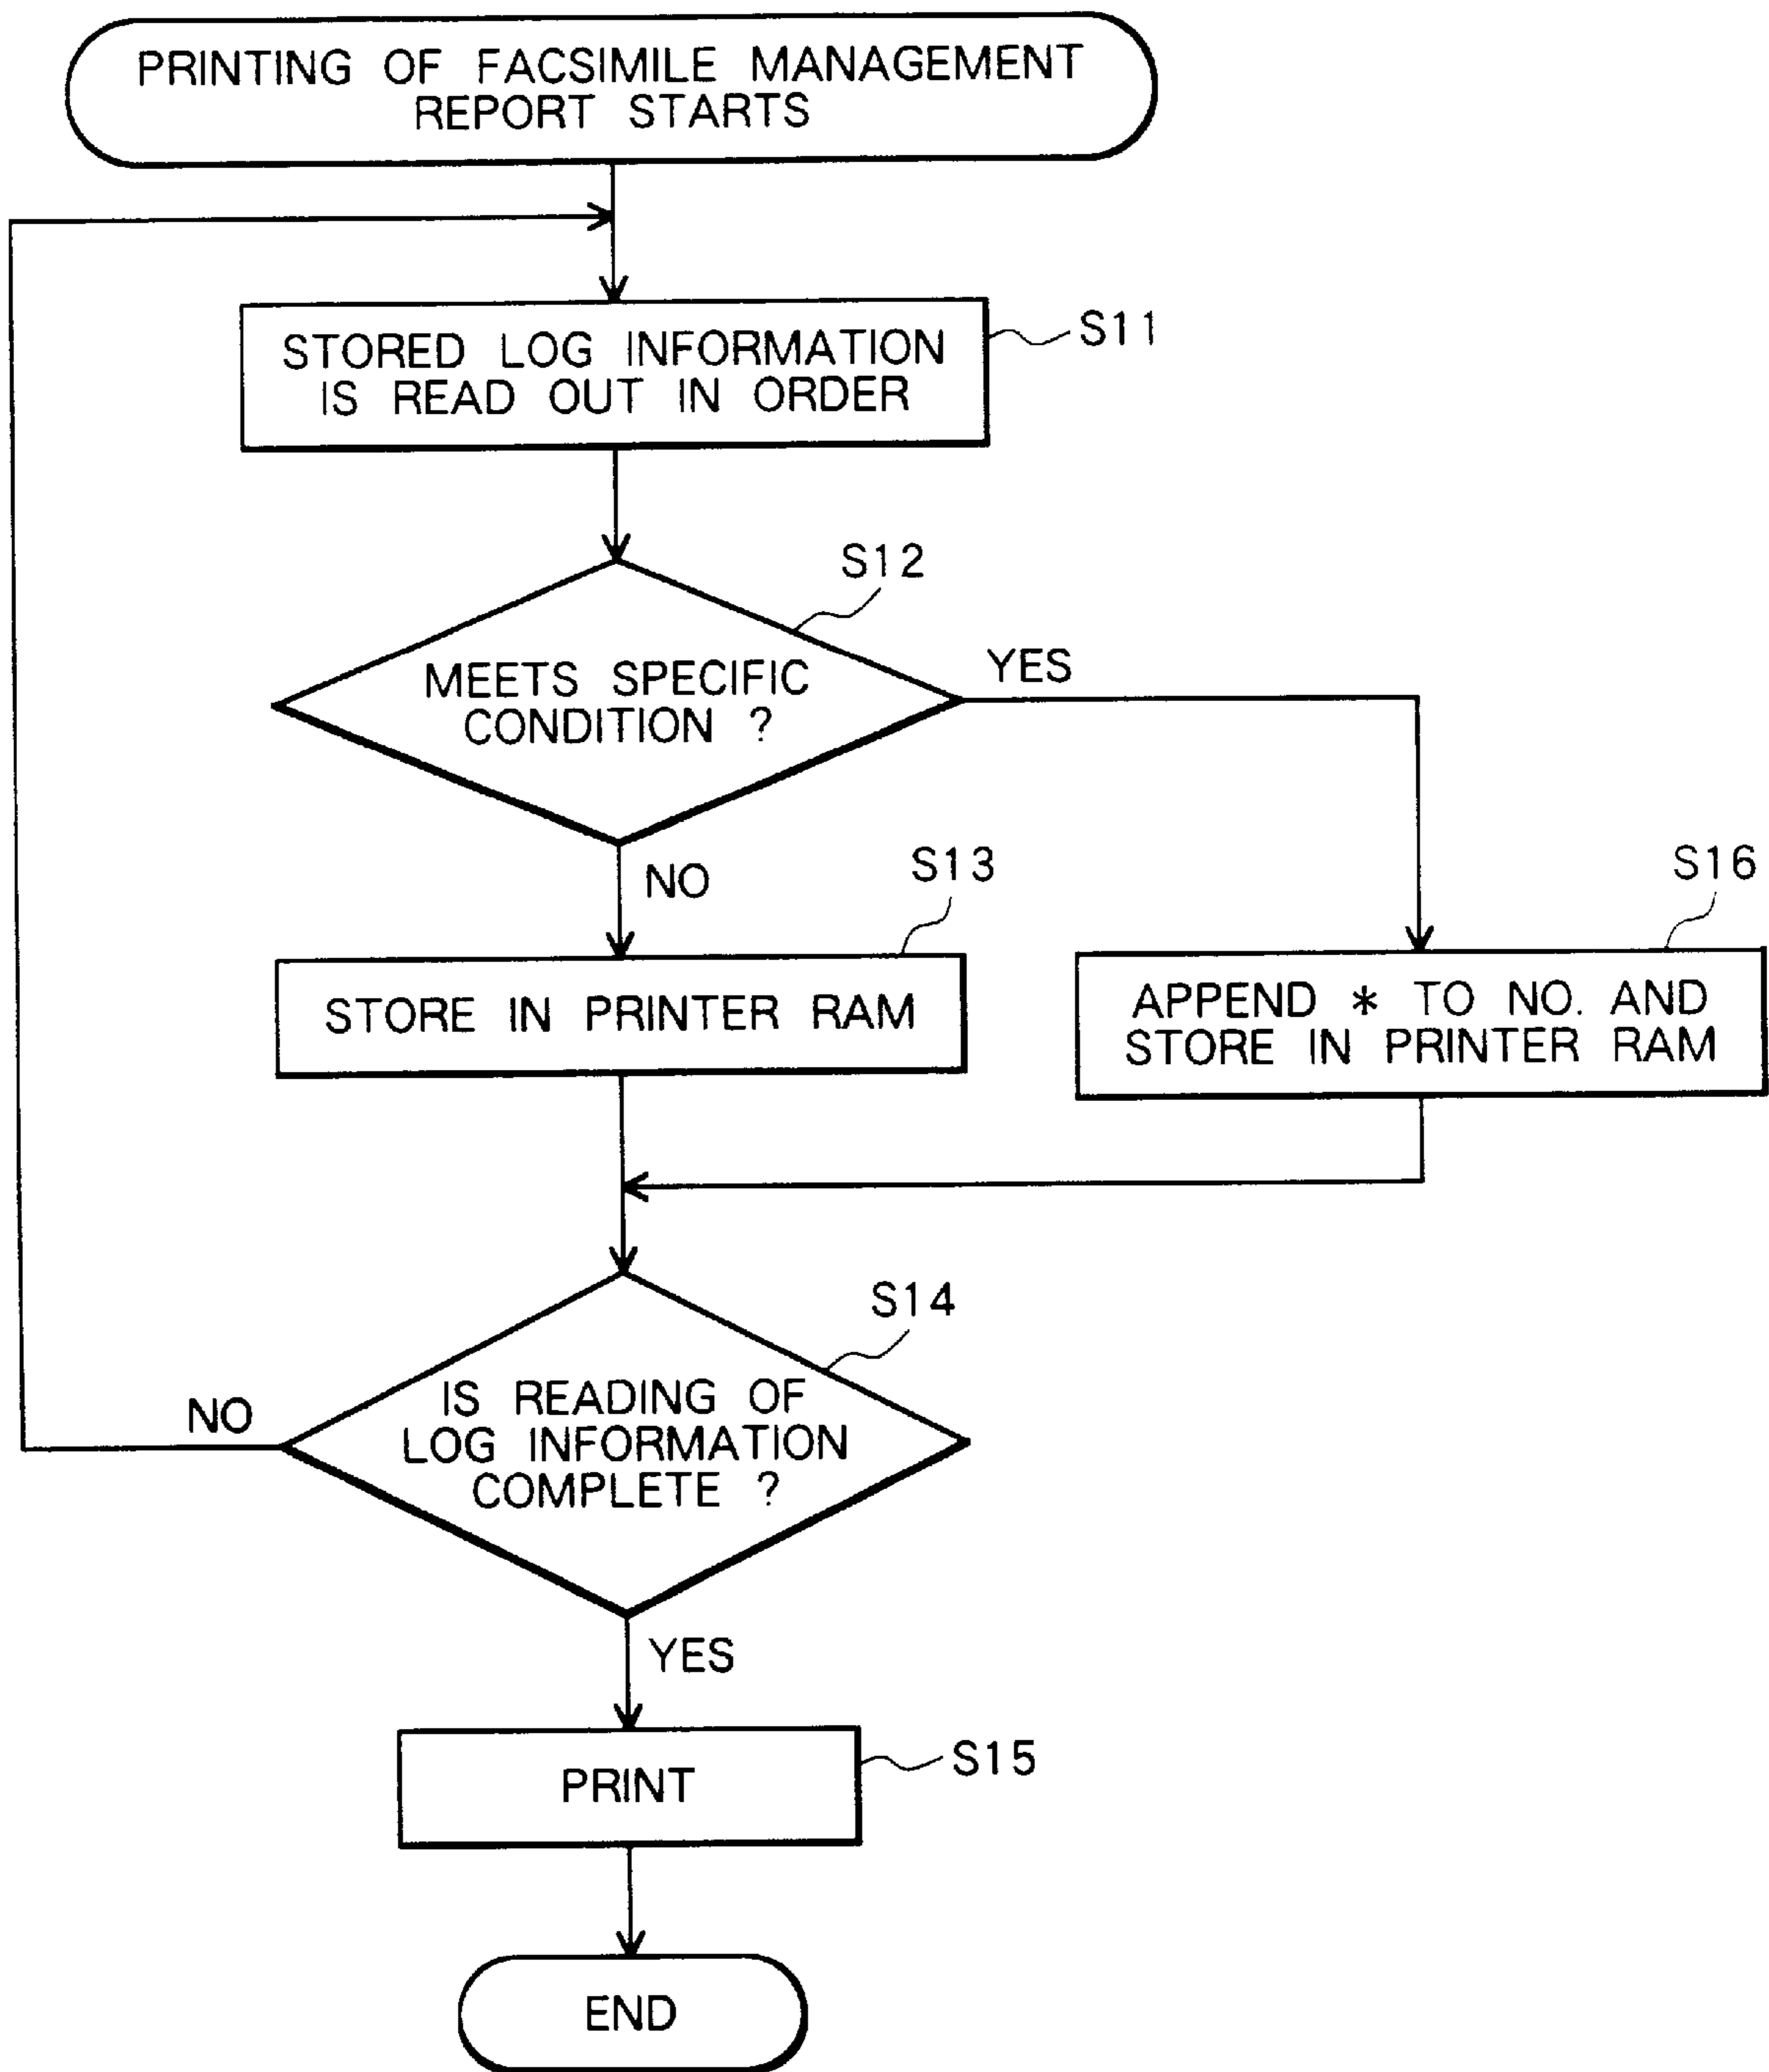 PRINTING OF FACSIMILE MANAGEMENT
REPORT STARTS
STORED LOG INFORMATION
IS READ OUT IN ORDER
S11
S12
MEETS SPECIFIC
CONDITION ?
YES
NO
S13
STORE IN PRINTER RAM
S16
APPEND * TO NO. AND
STORE IN PRINTER RAM
S14
IS READING OF
LOG INFORMATION
COMPLETE ?
NO
YES
PRINT
S15
END